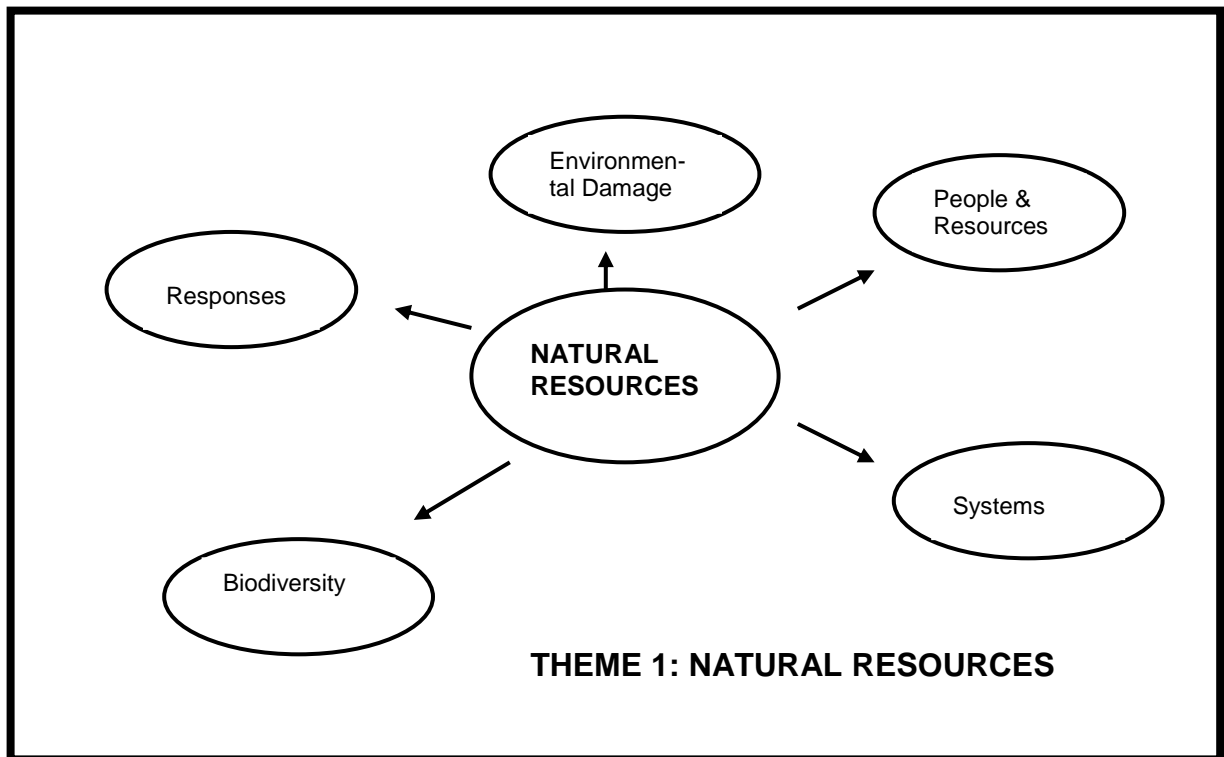 Environmen-
tal Damage
People &
Resources
Responses
NATURAL
RESOURCES
Systems
Biodiversity
THEME 1: NATURAL RESOURCES